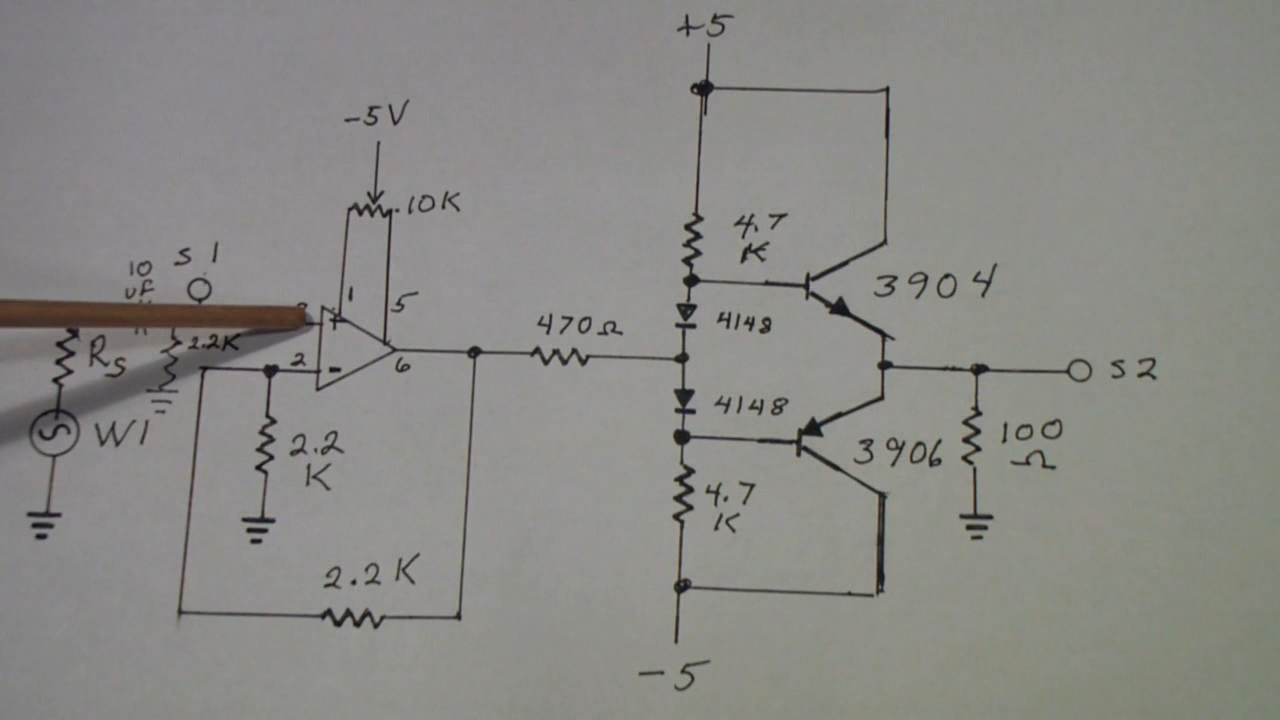 +5
-5V
10K
S 1
10
uf
1
5
4.7
K
3904
2.2K
RS
2
6
+
-
470Ω
4148
S2
W1
S
2.2
K
4148
3906
100
Ω
4.7
K
2.2K
-5